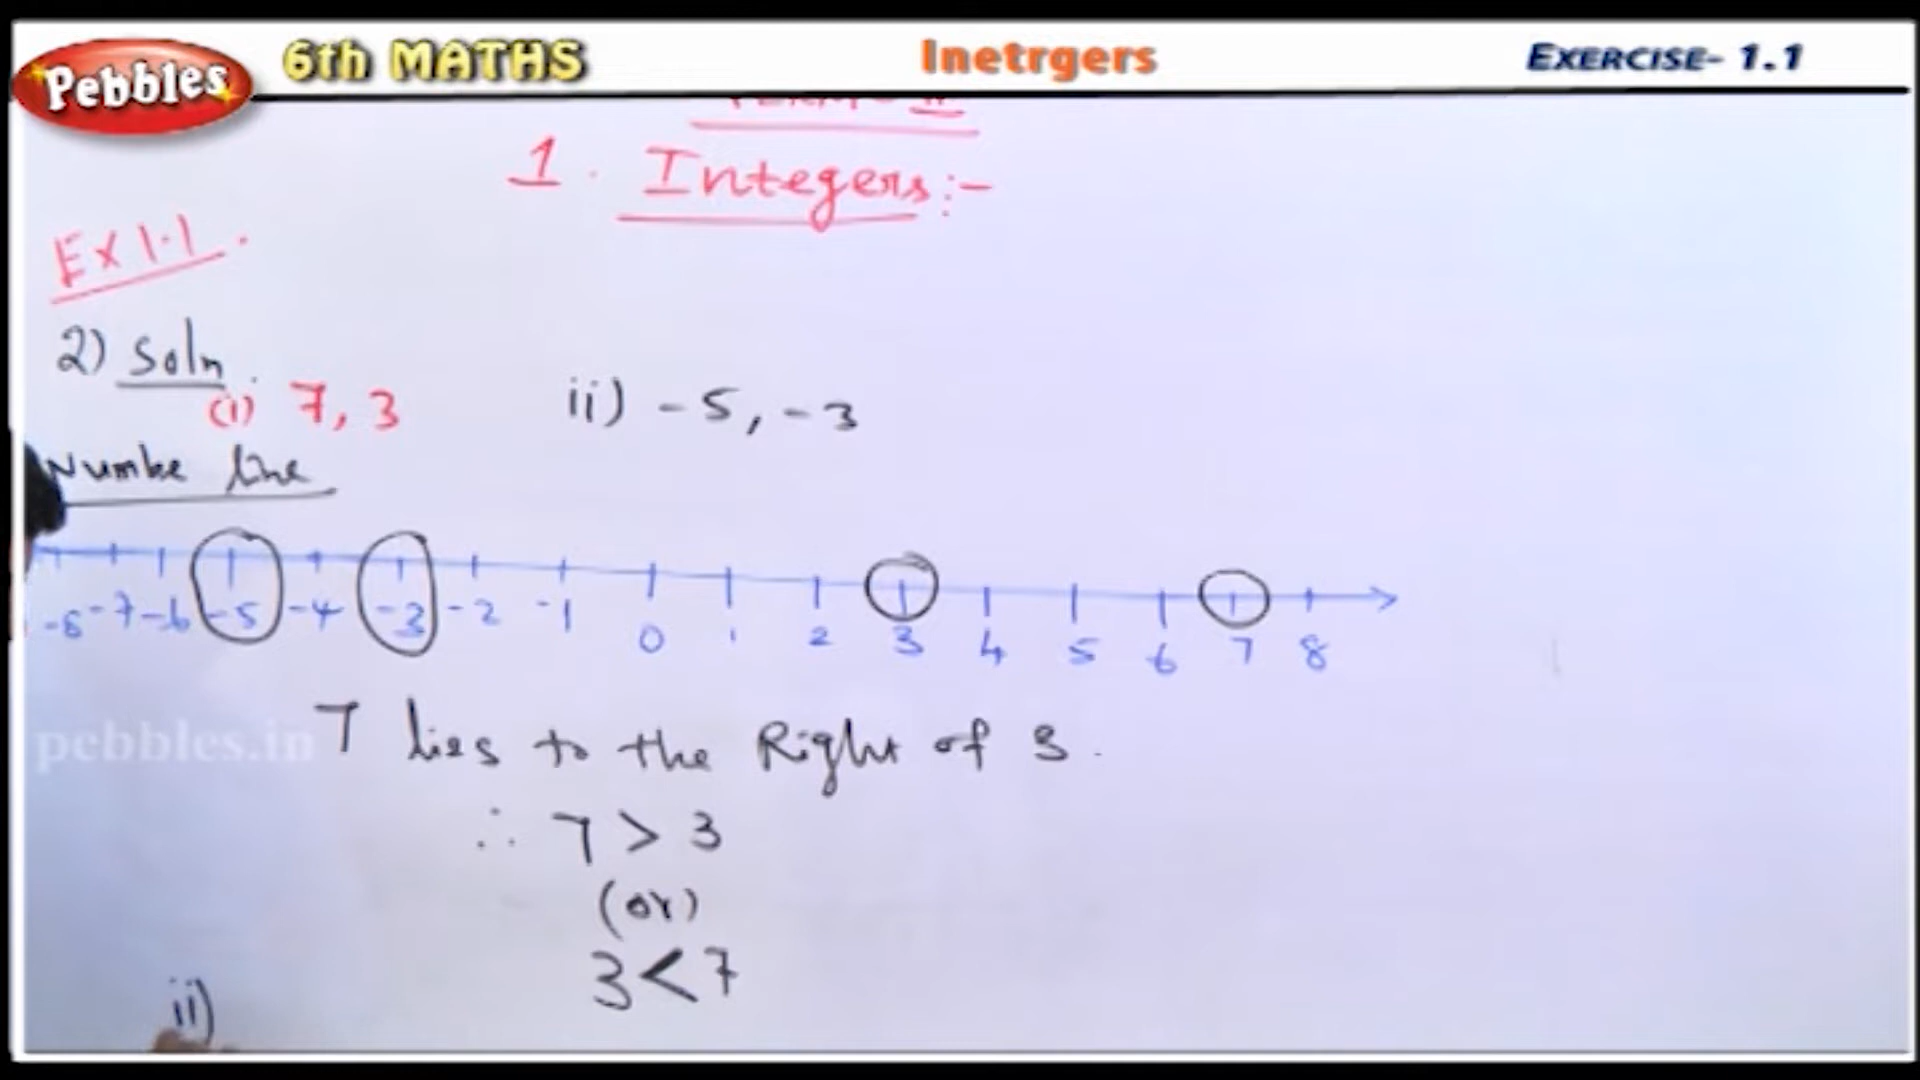 Pebbles 6th MATHS Inetrgers EXERCISE- 1.1
1. Integers:-
Ex 1.1.
2) Soln
(i) 7, 3 ii) -5, -3
Numbe line
-8 -7 -6 -5 -4 -3 -2 -1 0 1 2 3 4 5 6 7 8
7 lies to the Right of 3.
pebbles.in
∴ 7 > 3
(or)
3 < 7
ii)